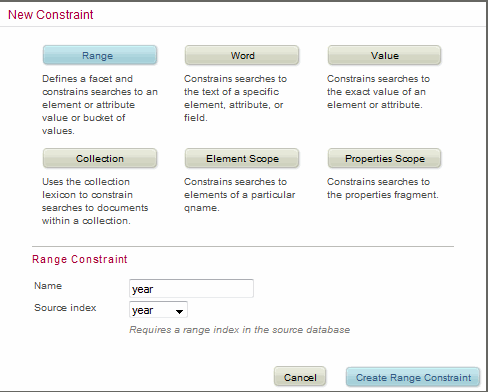 New Constraint
Range Word Value
Defines a facet and
constrains searches to an
element or attribute
value or bucket of
values.
Constrains searches to
the text of a specific
element, attribute, or
field.
Constrains searches to
the exact value of an
element or attribute.
Collection Element Scope Properties Scope
Uses the collection
lexicon to constrain
searches to documents
within a collection.
Constrains searches to
elements of a particular
qname.
Constrains searches to
the properties fragment.
Range Constraint
Name year
Source index year
Requires a range index in the source database
Cancel Create Range Constraint